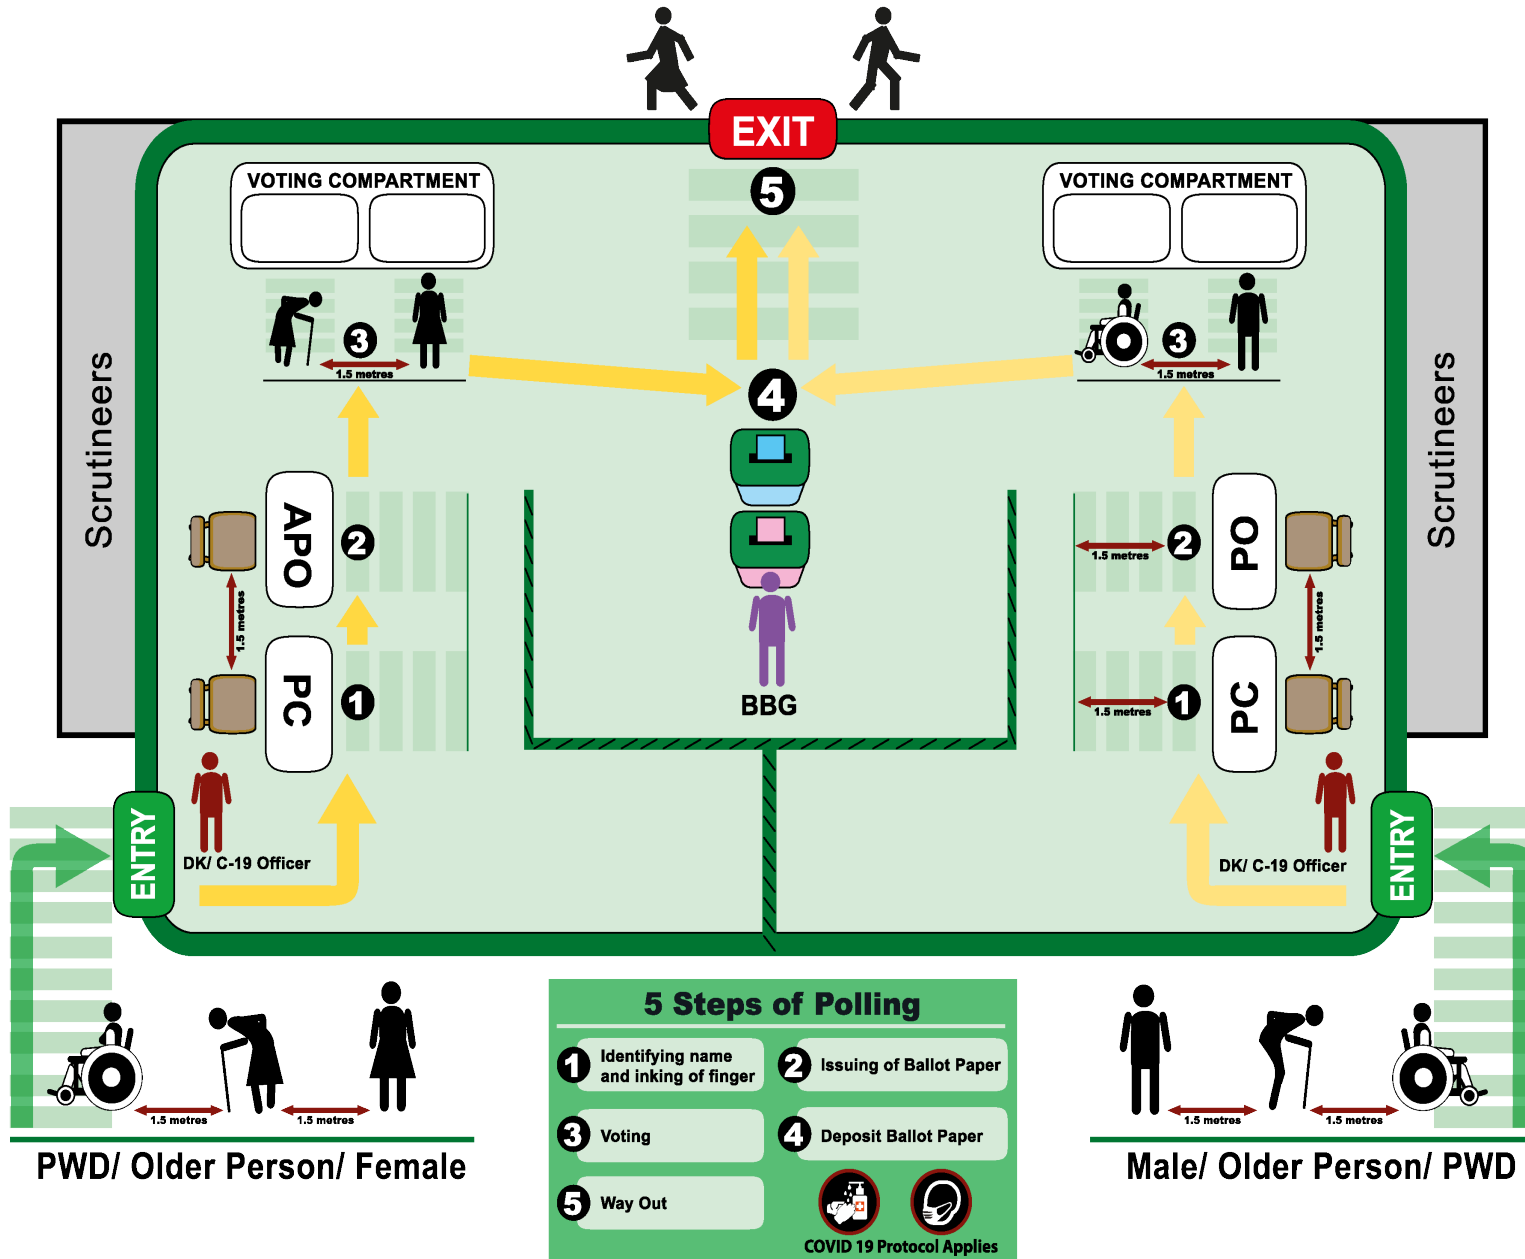 EXIT
5
VOTING COMPARTMENT
VOTING COMPARTMENT
3
1.5 metres
3
1.5 metres
4
Scrutineers
Scrutineers
APO
2
1.5 metres
2
PO
1.5 metres
1.5 metres
PC
1
1.5 metres
1
PC
BBG
ENTRY
DK/ C-19 Officer
DK/ C-19 Officer
ENTRY
1.5 metres
1.5 metres
PWD/ Older Person/ Female
1.5 metres
1.5 metres
Male/ Older Person/ PWD
5 Steps of Polling
1 Identifying name
and inking of finger
2 Issuing of Ballot Paper
3 Voting
4 Deposit Ballot Paper
5 Way Out
COVID 19 Protocol Applies